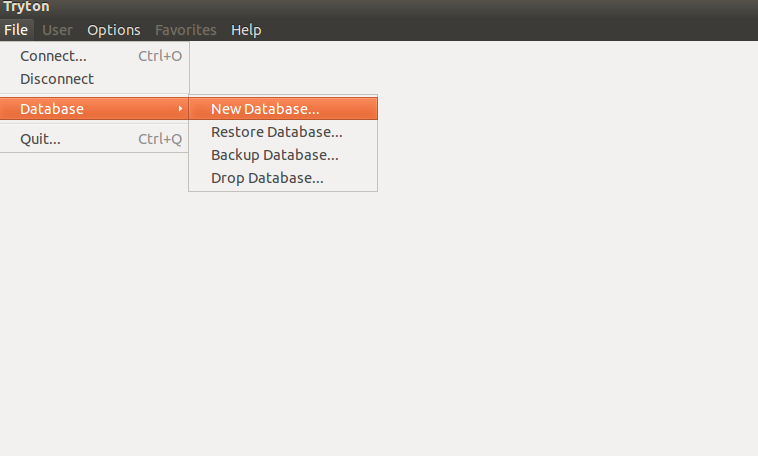 Tryton
File User Options Favorites Help
Connect... Ctrl+O
Disconnect
Database New Database...
Restore Database...
Quit... Ctrl+Q
Backup Database...
Drop Database...